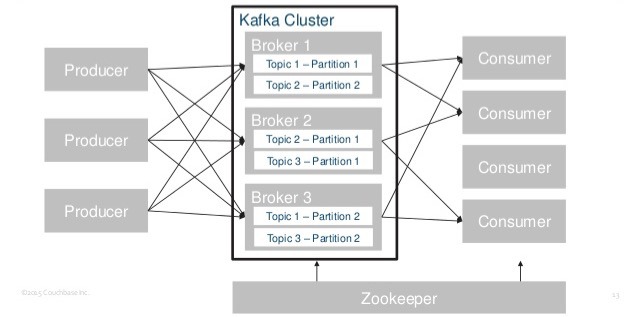 Kafka Cluster
Broker 1
Topic 1 – Partition 1
Topic 2 – Partition 2
Broker 2
Topic 2 – Partition 1
Topic 3 – Partition 1
Broker 3
Topic 1 – Partition 2
Topic 3 – Partition 2
Producer
Producer
Producer
Consumer
Consumer
Consumer
Consumer
Zookeeper
©2015 Couchbase Inc.
13